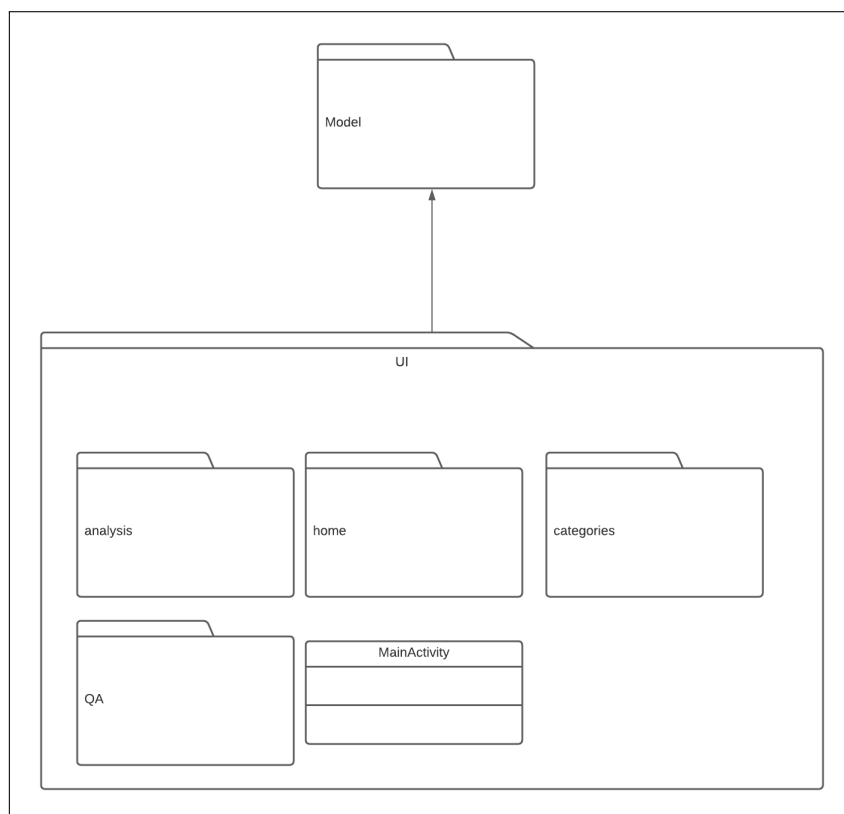 Model
UI
analysis
home
categories
QA
MainActivity